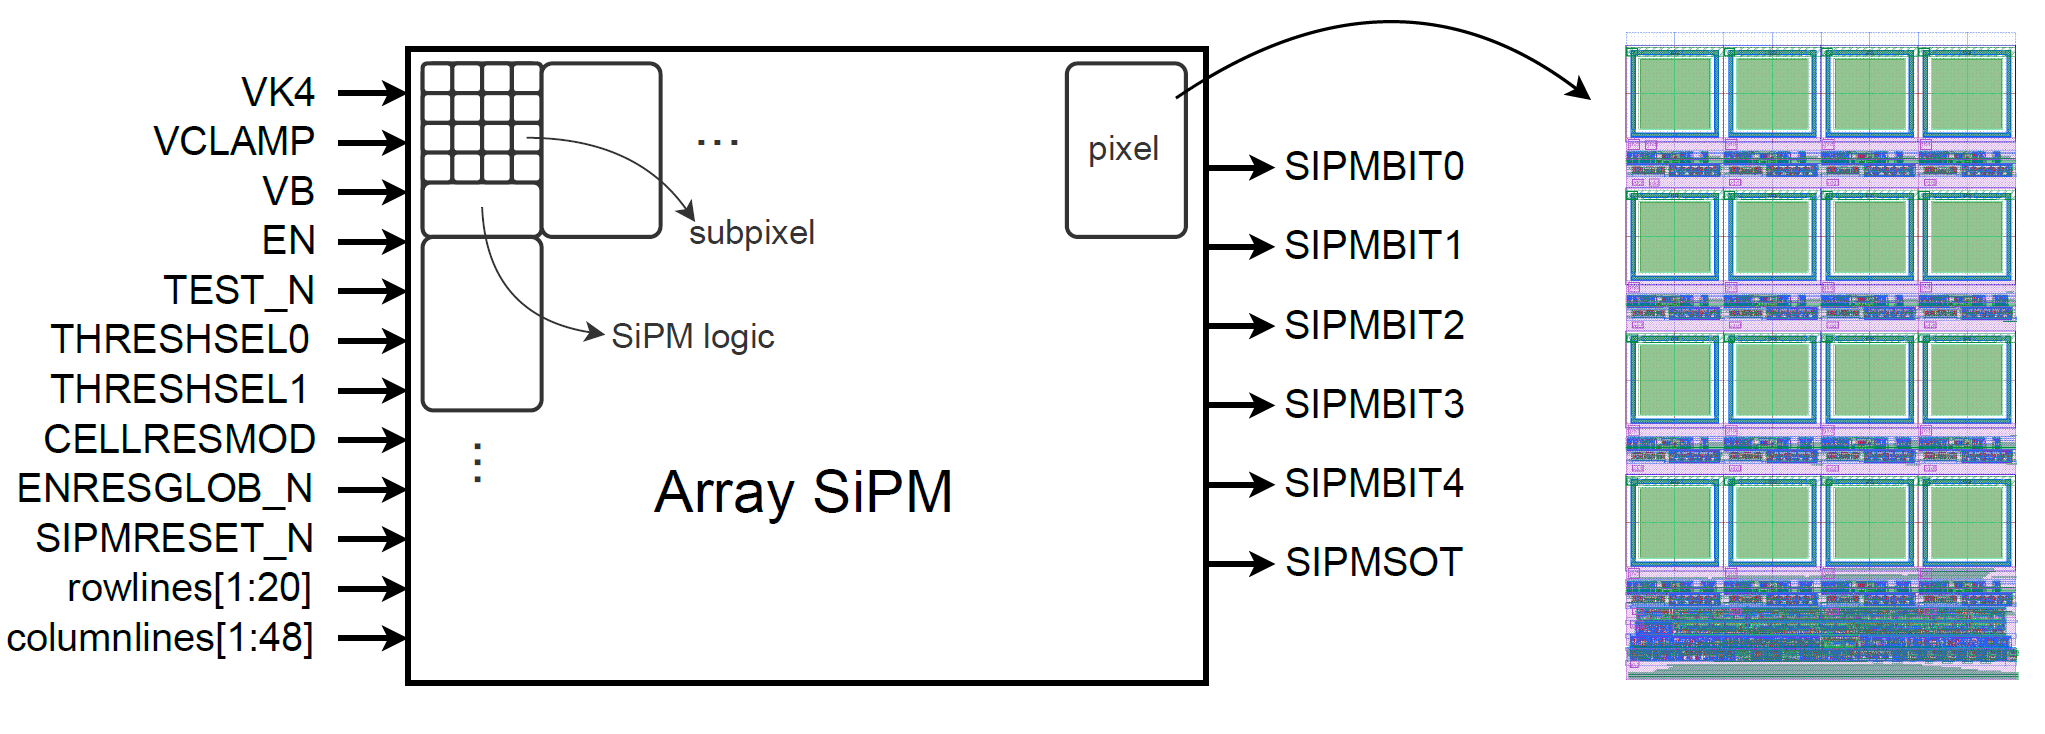 VK4
VCLAMP
VB
EN
TEST_N
THRESHSEL0
THRESHSEL1
CELLRESMOD
ENRESGLOB_N
SIPMRESET_N
rowlines[1:20]
columnlines[1:48]
...
subpixel
SiPM logic
...
pixel
Array SiPM
SIPMBIT0
SIPMBIT1
SIPMBIT2
SIPMBIT3
SIPMBIT4
SIPMSOT